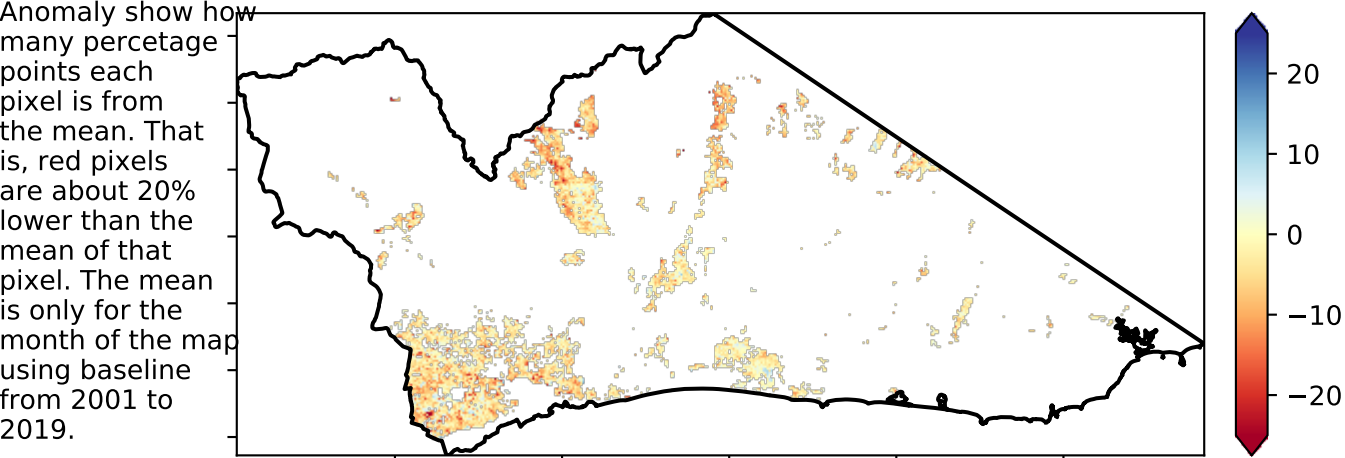 Anomaly show how
many percetage
points each
pixel is from
the mean. That
is, red pixels
are about 20%
lower than the
mean of that
pixel. The mean
is only for the
month of the map
using baseline
from 2001 to
2019.
20
10
0
−10
−20